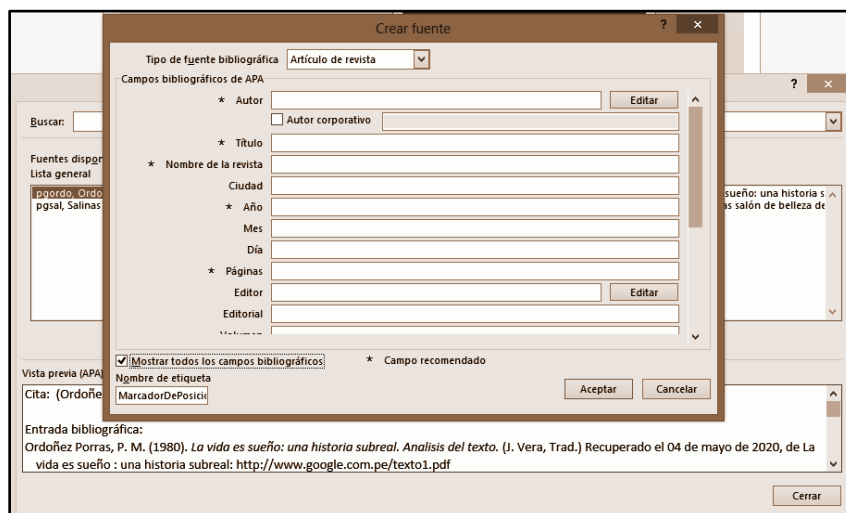 Crear fuente ? ×
Tipo de fuente bibliográfica Artículo de revista
Campos bibliográficos de APA
* Autor Editar
Autor corporativo
* Título
* Nombre de la revista
Ciudad
* Año
Mes
Día
* Páginas
Editor Editar
Editorial
Volumen
Mostrar todos los campos bibliográficos * Campo recomendado
Nombre de etiqueta
MarcadorDePosici
Aceptar Cancelar
? ×
Buscar:
Fuentes dispon
Lista general
pgordo, Ordo sueño: una historia s
pgsal, Salinas as salón de belleza de
Vista previa (APA)
Cita: (Ordoñe
Entrada bibliográfica:
Ordoñez Porras, P. M. (1980). La vida es sueño: una historia subreal. Analisis del texto. (J. Vera, Trad.) Recuperado el 04 de mayo de 2020, de La
vida es sueño : una historia subreal: http://www.google.com.pe/texto1.pdf
Cerrar